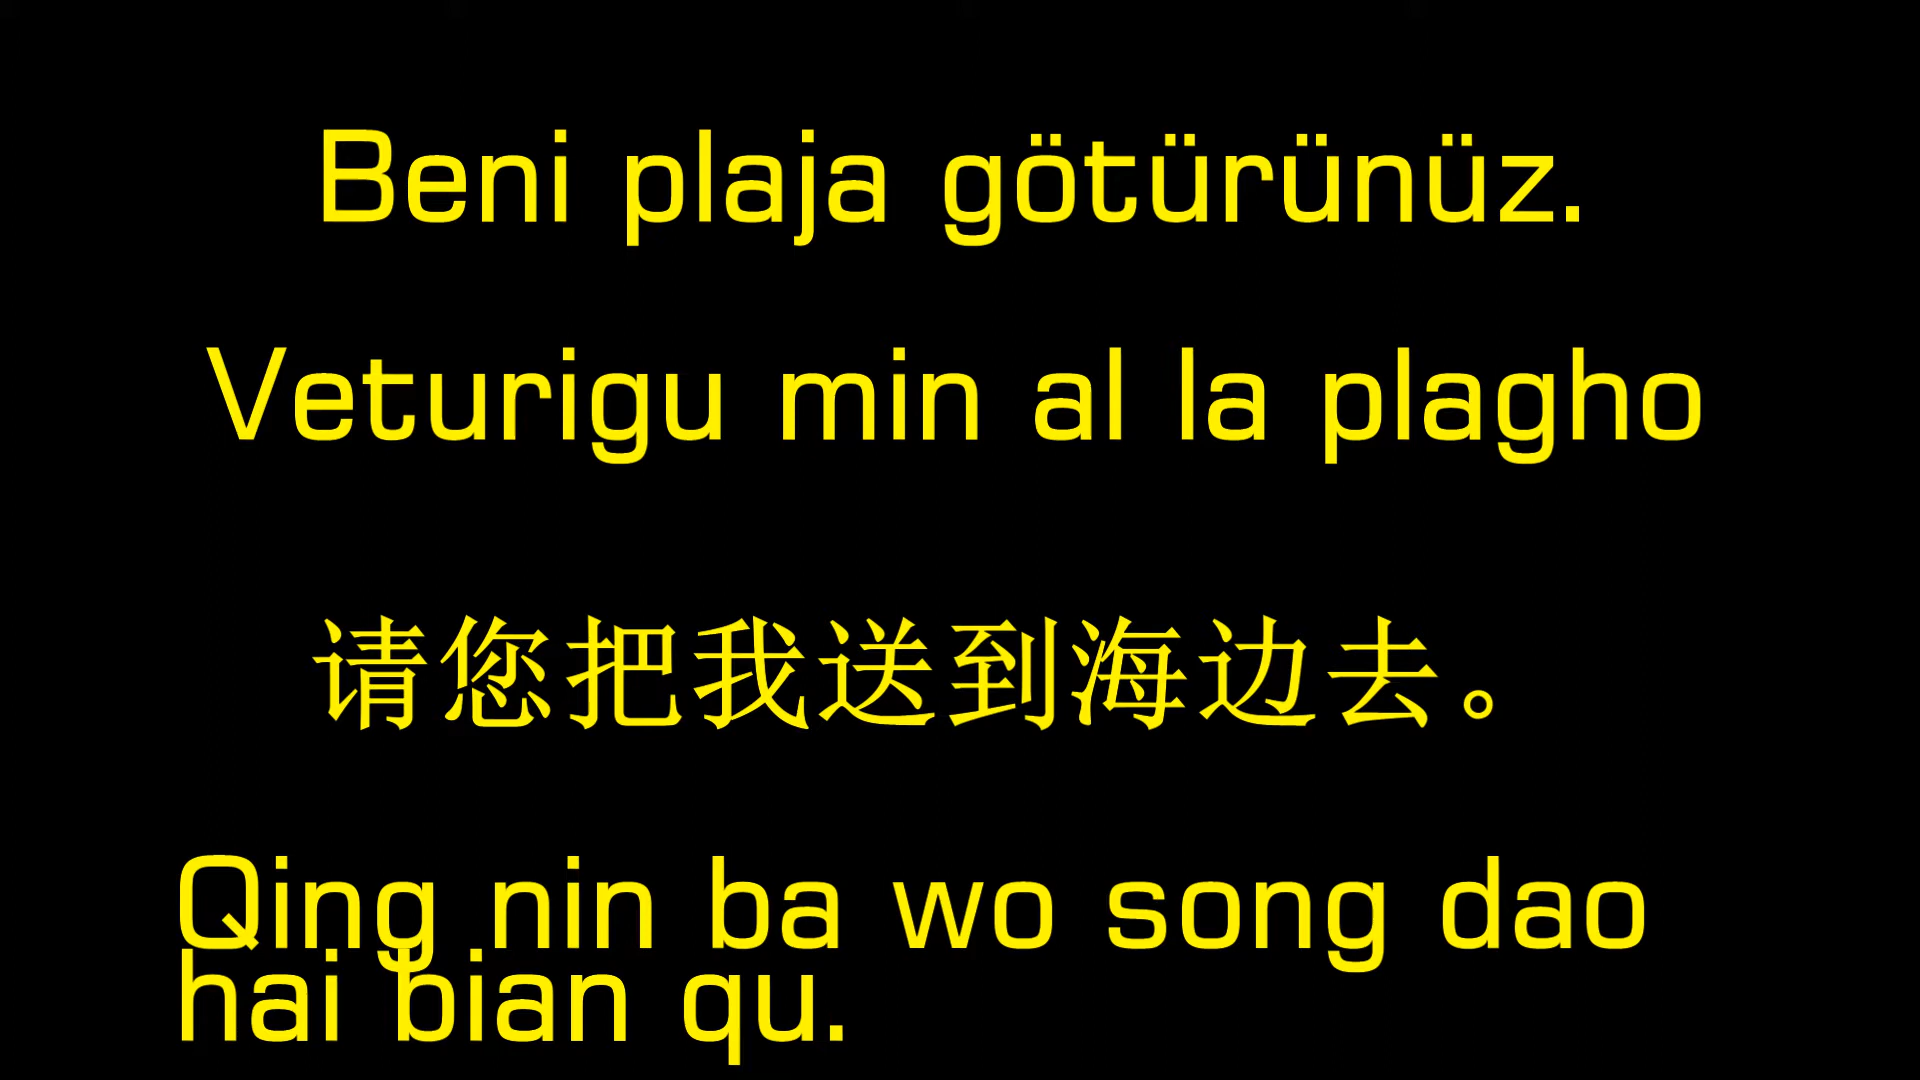 Beni plaja götürünüz.
Veturigu min al la plagho
请您把我送到海边去。
Qing nin ba wo song dao
hai bian qu.